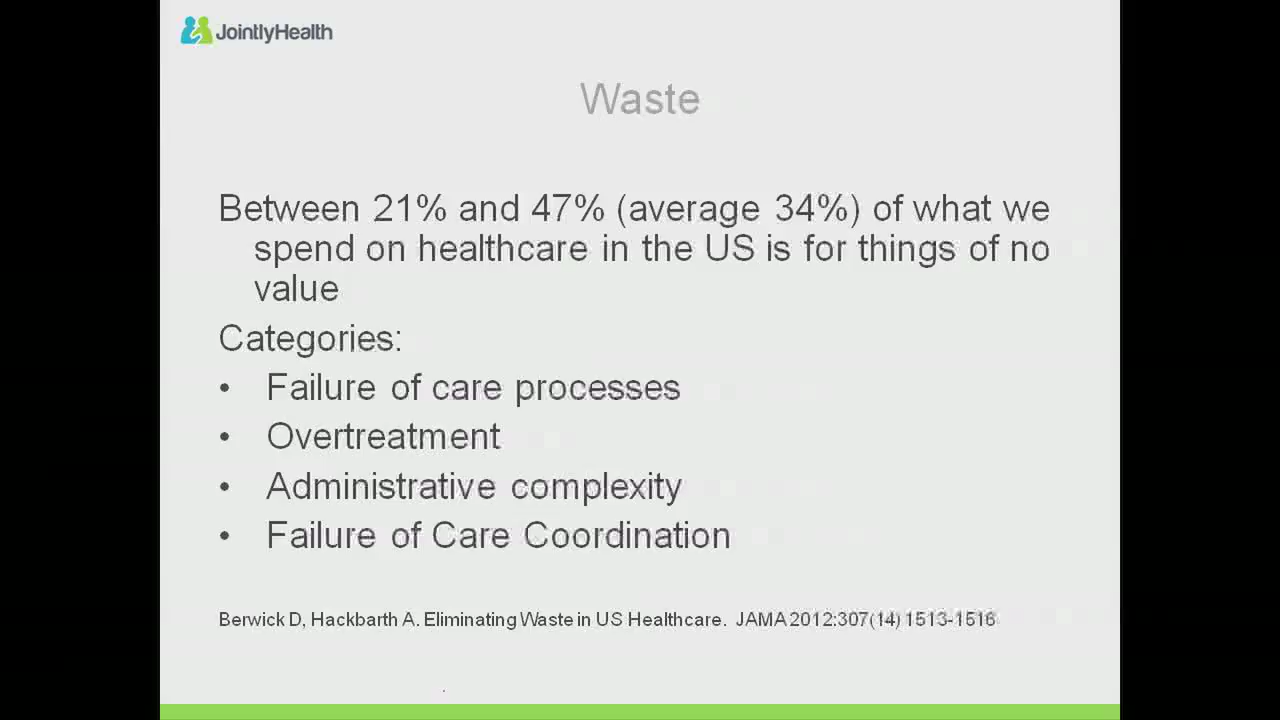 JointlyHealth
Waste
Between 21% and 47% (average 34%) of what we
spend on healthcare in the US is for things of no
value
Categories:
• Failure of care processes
• Overtreatment
• Administrative complexity
• Failure of Care Coordination
Berwick D, Hackbarth A. Eliminating Waste in US Healthcare. JAMA 2012:307(14) 1513-1516